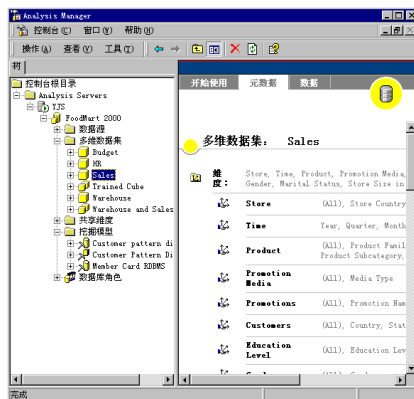 Analysis Manager
控制台(C) 窗口(W) 帮助(H)
操作(A) 查看(V) 工具(T)
树
控制台根目录
Analysis Servers
YJS
FoodMart 2000
数据源
多维数据集
Budget
HR
Sales
Trained Cube
Warehouse
Warehouse and Sales
共享维度
挖掘模型
Customer pattern di
Customer Pattern Di
Member Card RDBMS
数据库角色
开始使用 元数据 数据
多维数据集: Sales
维度: Store, Time, Product, Promotion Media,
Gender, Marital Status, Store Size in
Store (All), Store Country
Time Year, Quarter, Month
Product (All), Product Famil
Product Subcategory,
Promotion Media (All), Media Type
Promotions (All), Promotion Nam
Customers (All), Country, Stat
Education Level (All), Education Lev
完成